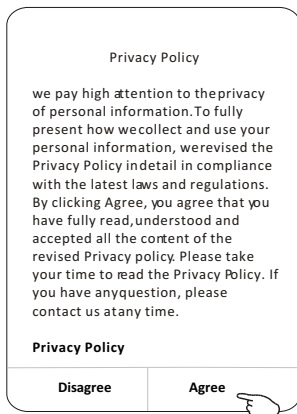 Privacy Policy
we pay high attention to theprivacy
of personal information.To fully
present how wecollect and use your
personal information, werevised the
Privacy Policy indetail in compliance
with the latest laws and regulations.
By clicking Agree, you agree that you
have fully read,understood and
accepted all the content of the
revised Privacy policy. Please take
your time to read the Privacy Policy. If
you have anyquestion, please
contact us atany time.
Privacy Policy
Disagree Agree